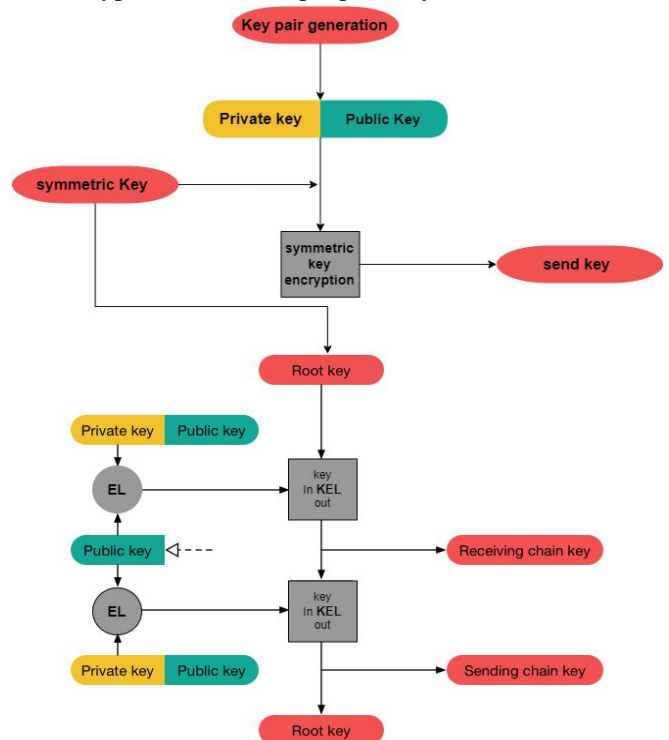 Key pair generation
Private key
Public Key
symmetric Key
symmetric
key
encryption
send key
Root key
Private key
Public key
EL
key
In KEL
out
Public key
Receiving chain key
EL
key
In KEL
out
Private key
Public key
Sending chain key
Root key